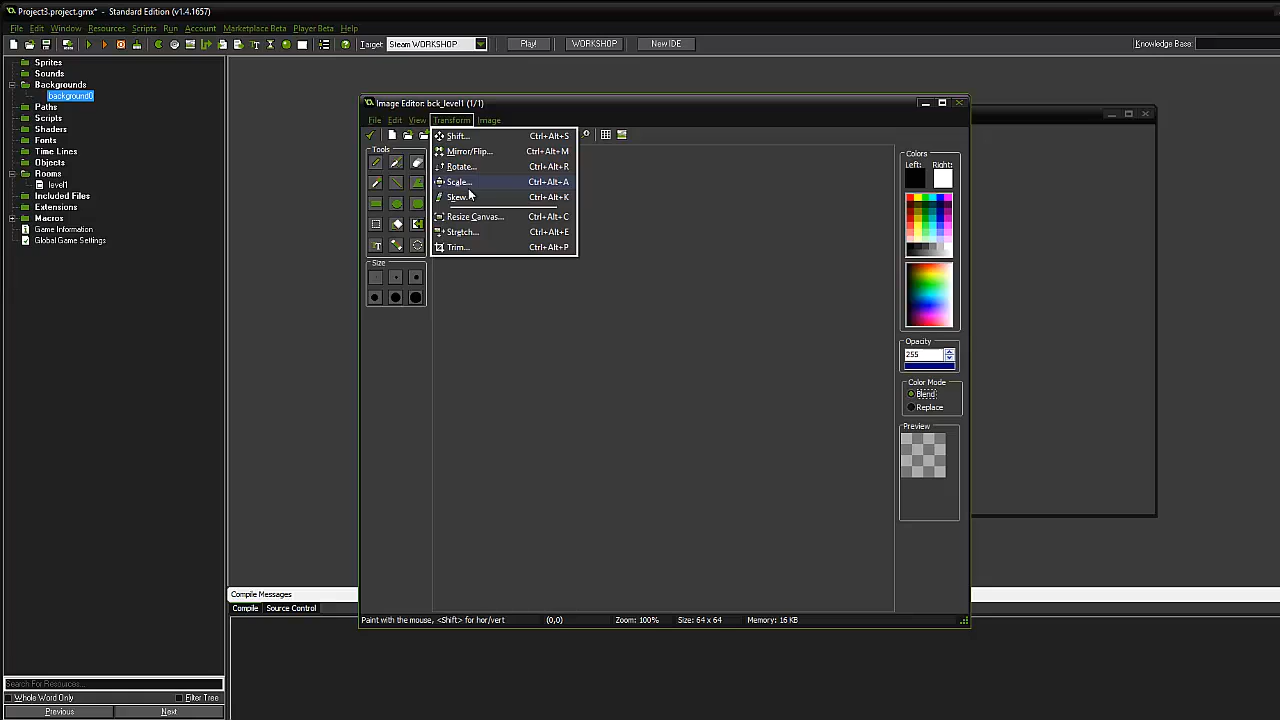 Project3.project.gmx* - Standard Edition (v1.4.1657)
File Edit Window Resources Scripts Run Account Marketplace Beta Player Beta Help
Target Steam WORKSHOP Play! WORKSHOP New IDE Knowledge Base:
Sprites
Sounds
Backgrounds
background0
Paths
Scripts
Shaders
Fonts
Time Lines
Objects
Rooms
level1
Included Files
Extensions
Macros
Game Information
Global Game Settings
Search For Resources...
Whole Word Only Filter Tree
Previous Next
Image Editor: bck_level1 (1/1)
File Edit View Transform Image
Shift... Ctrl+Alt+S
Mirror/Flip... Ctrl+Alt+M
Rotate... Ctrl+Alt+R
Scale... Ctrl+Alt+A
Skew... Ctrl+Alt+K
Resize Canvas... Ctrl+Alt+C
Stretch... Ctrl+Alt+E
Trim... Ctrl+Alt+P
Tools
Size
Colors
Left: Right:
Opacity
255
Color Mode
Blend
Replace
Preview
Paint with the mouse, <Shift> for hor/vert (0,0) Zoom: 100% Size: 64 x 64 Memory: 16 KB
Compile Messages
Compile Source Control